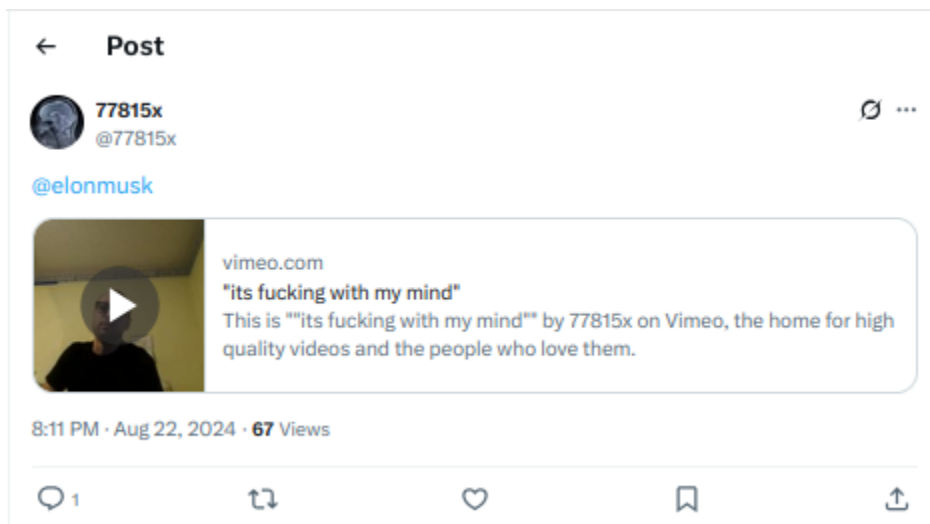 Post
77815x
@77815x
@elonmusk
vimeo.com
"its fucking with my mind"
This is ""its fucking with my mind"" by 77815x on Vimeo, the home for high
quality videos and the people who love them.
8:11 PM · Aug 22, 2024 · 67 Views
1